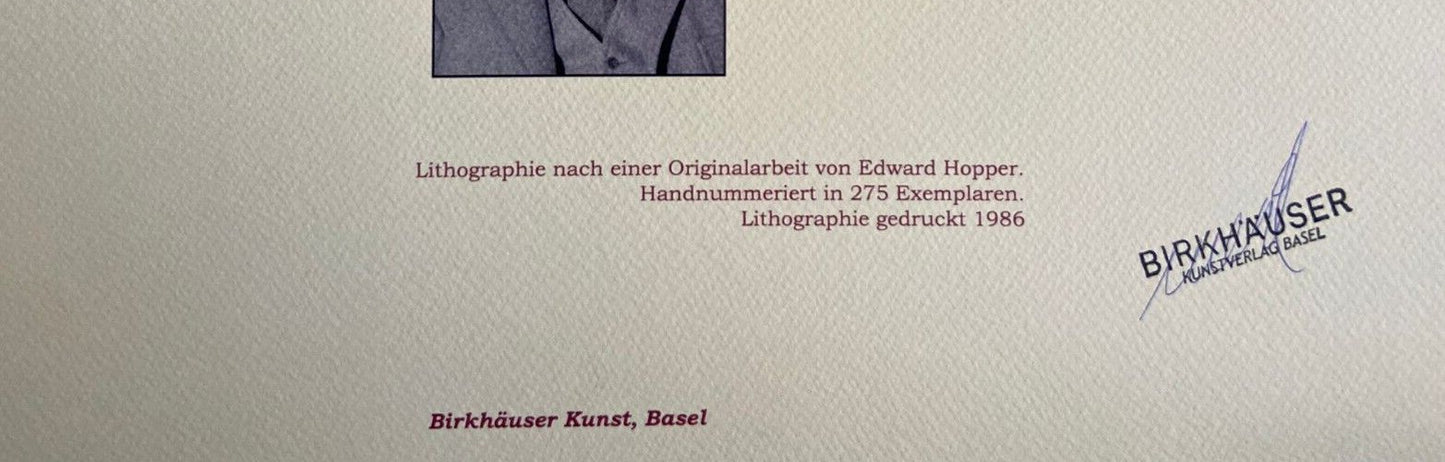 Lithographie nach einer Originalarbeit von Edward Hopper.
Handnummeriert in 275 Exemplaren.
Lithographie gedruckt 1986
BIRKHÄUSER
KUNSTVERLAG BASEL
Birkhäuser Kunst, Basel